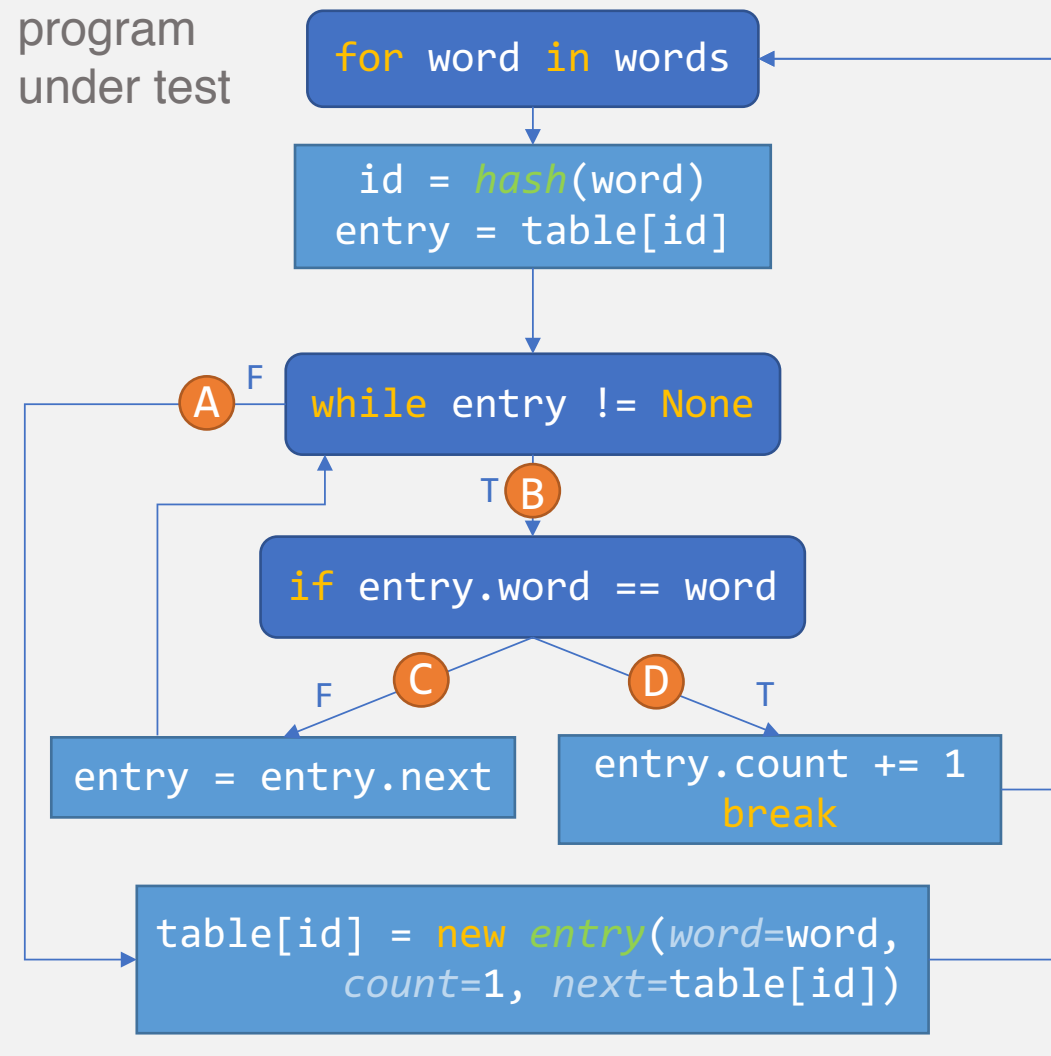 program
under test
for word in words
id = hash(word)
entry = table[id]
F
A
while entry != None
T
B
if entry.word == word
C
D
F
T
entry = entry.next
entry.count += 1
break
table[id] = new entry(word=word,
count=1, next=table[id])